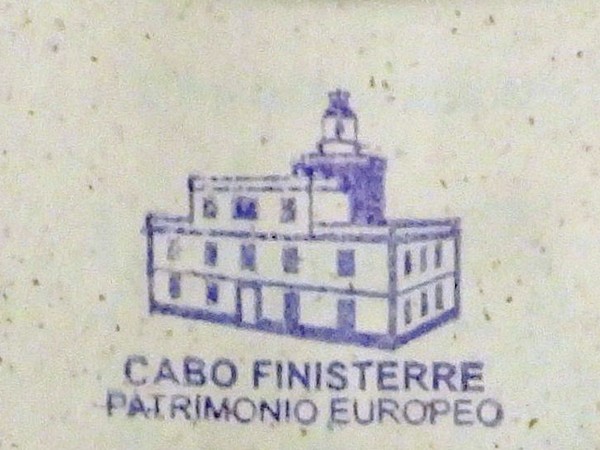 CABO FINISTERRE
PATRIMONIO EUROPEO